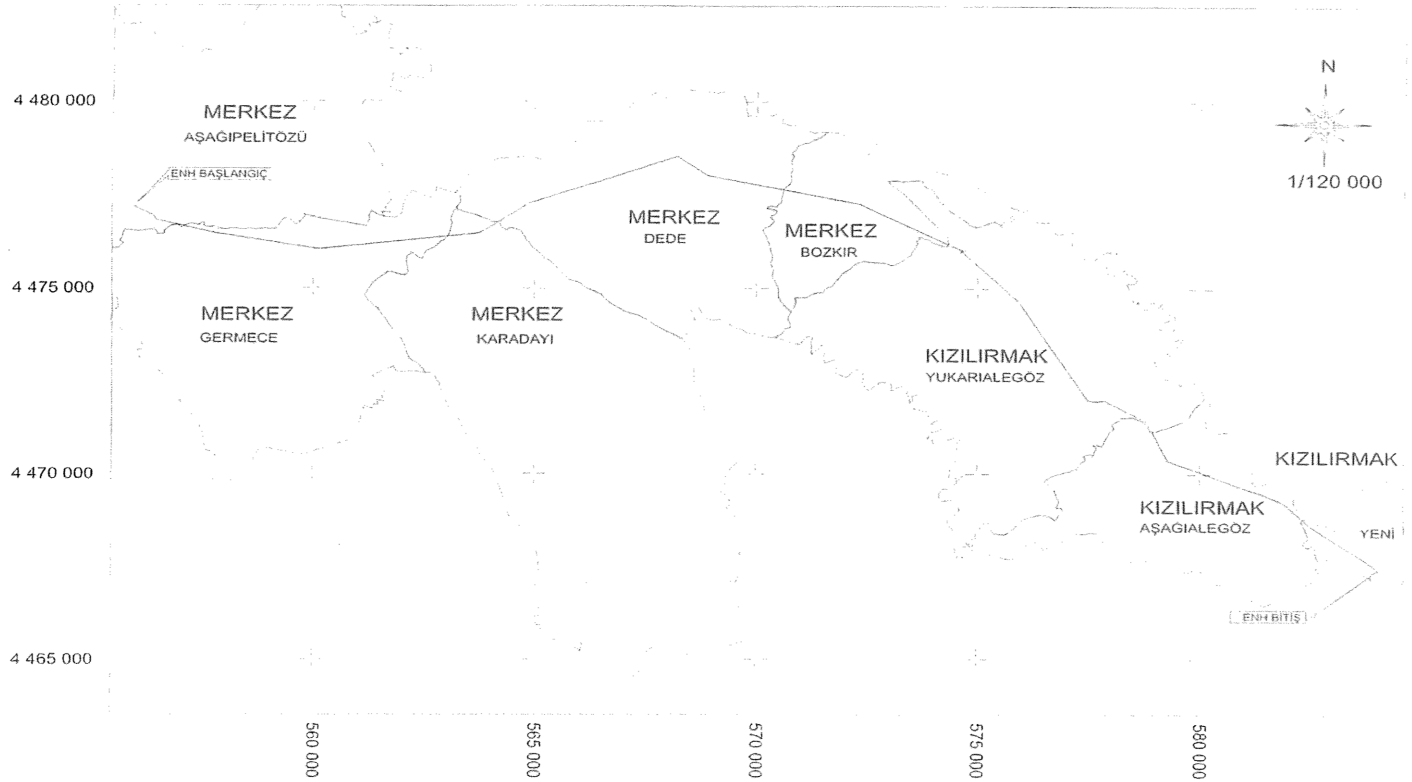 N
4 480 000
MERKEZ
AŞAĞIPELİTÖZÜ
ENH BAŞLANGIÇ
1/120 000
MERKEZ
DEDE
MERKEZ
BOZKIR
4 475 000
MERKEZ
GERMECE
MERKEZ
KARADAYI
KIZILIRMAK
YUKARIALEGÖZ
4 470 000
KIZILIRMAK
KIZILIRMAK
AŞAĞIALEGÖZ
YENİ
ENH BİTİŞ
4 465 000
560 000
565 000
570 000
575 000
580 000